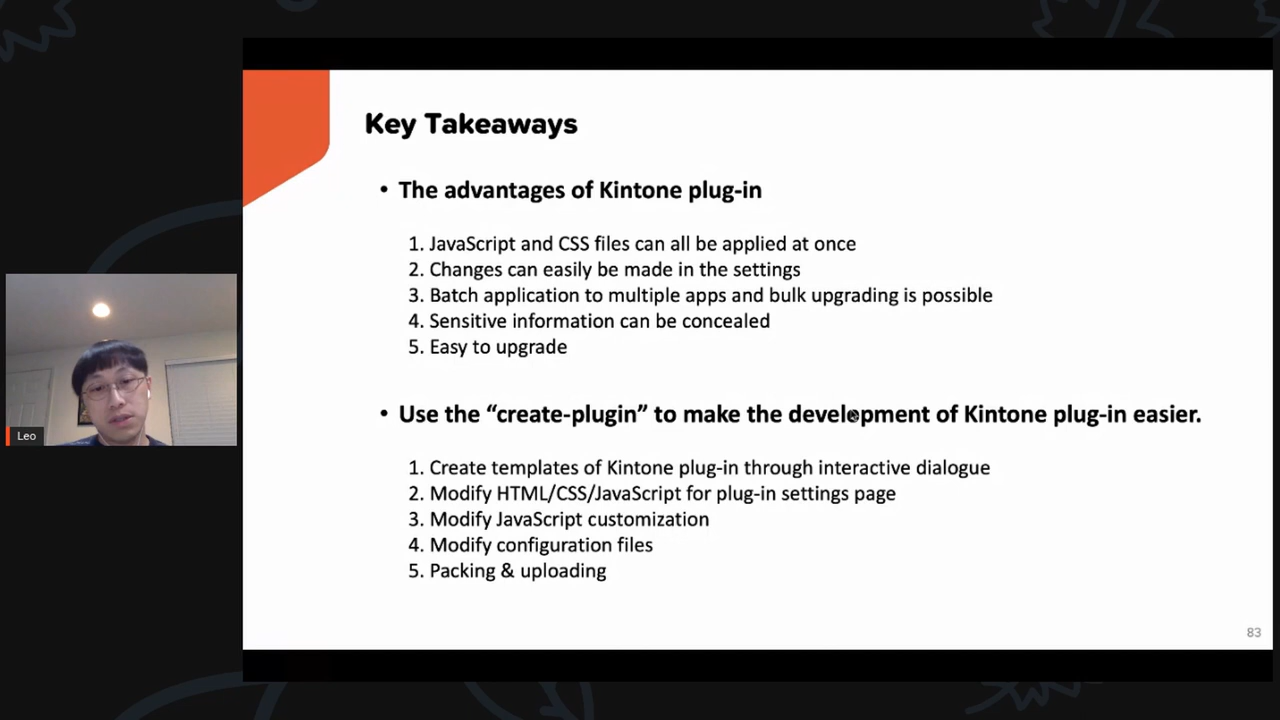 Key Takeaways
• The advantages of Kintone plug-in
1. JavaScript and CSS files can all be applied at once
2. Changes can easily be made in the settings
3. Batch application to multiple apps and bulk upgrading is possible
4. Sensitive information can be concealed
5. Easy to upgrade
• Use the “create-plugin” to make the development of Kintone plug-in easier.
1. Create templates of Kintone plug-in through interactive dialogue
2. Modify HTML/CSS/JavaScript for plug-in settings page
3. Modify JavaScript customization
4. Modify configuration files
5. Packing & uploading
Leo
83